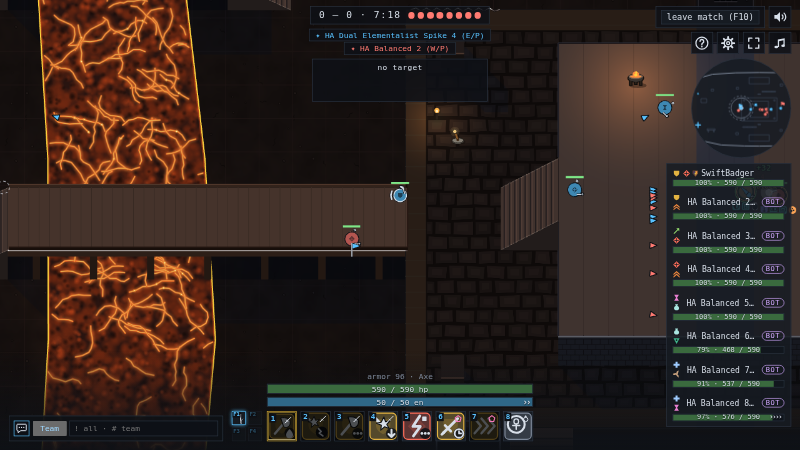 0 – 0 · 7:18
leave match (F10)
✦ HA Dual Elementalist Spike 4 (E/P)
✦ HA Balanced 2 (W/P)
no target
SwiftBadger
100% · 590 / 590
HA Balanced 2… BOT
100% · 590 / 590
HA Balanced 3… BOT
100% · 590 / 590
HA Balanced 4… BOT
100% · 590 / 590
HA Balanced 5… BOT
100% · 590 / 590
HA Balanced 6… BOT
79% · 468 / 590
HA Balanced 7… BOT
91% · 537 / 590
HA Balanced 8… BOT
97% · 576 / 590
armor 96 · Axe
590 / 590 hp
50 / 50 en
Team ! all · # team
F1 F2
F3 F4
1 2 3 4 5 6 7 8